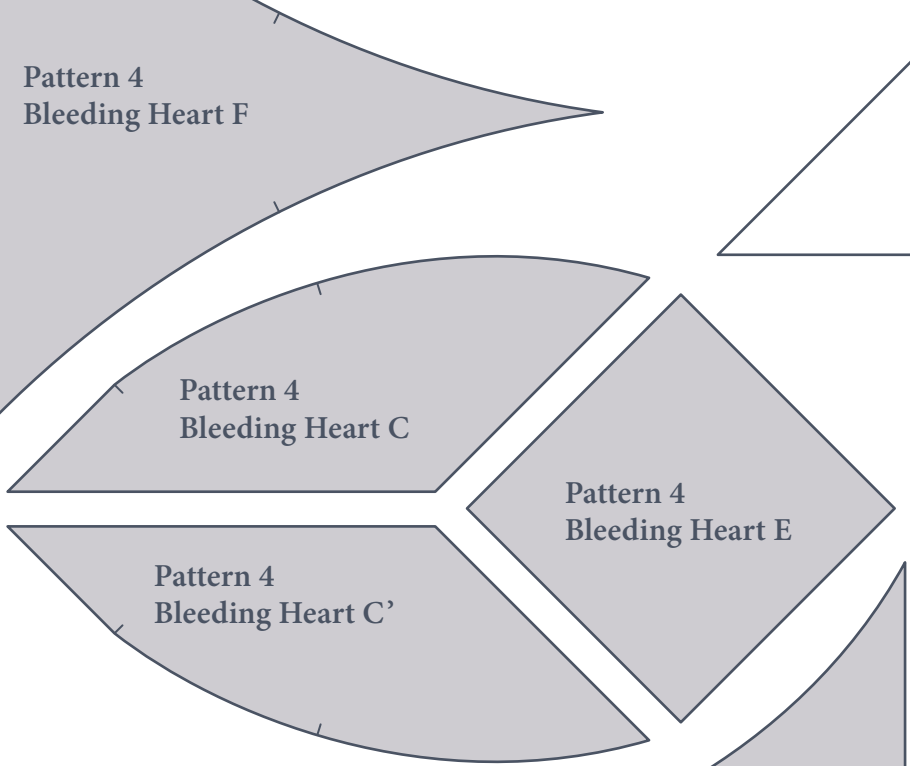 Pattern 4
Bleeding Heart F
Pattern 4
Bleeding Heart C
Pattern 4
Bleeding Heart E
Pattern 4
Bleeding Heart C’